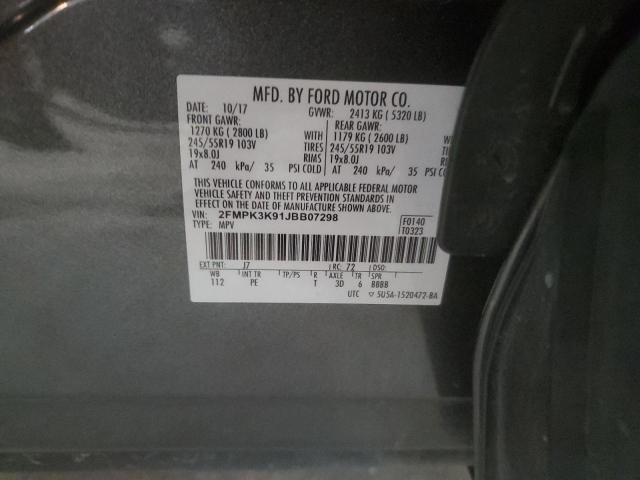 MFD. BY FORD MOTOR CO.
DATE: 10/17 GVWR: 2413 KG ( 5320 LB)
FRONT GAWR: REAR GAWR:
1270 KG ( 2800 LB) WITH 1179 KG ( 2600 LB) WITH
245/55R19 103V TIRES 245/55R19 103V TIRES
19x8.0J RIMS 19x8.0J RIMS
AT 240 kPa/ 35 PSI COLD AT 240 kPa/ 35 PSI COLD
THIS VEHICLE CONFORMS TO ALL APPLICABLE FEDERAL MOTOR
VEHICLE SAFETY AND THEFT PREVENTION STANDARDS IN
EFFECT ON THE DATE OF MANUFACTURE SHOWN ABOVE.
VIN: 2FMPK3K91JBB07298 F0140
TYPE: MPV T0323
EXT PNT: J7 RC: 72 DSO:
WB INT TR TP/PS R AXLE TR SPR
112 PE T 3D 6 BBBB
UTC ▽ 5U5A-1520472-BA